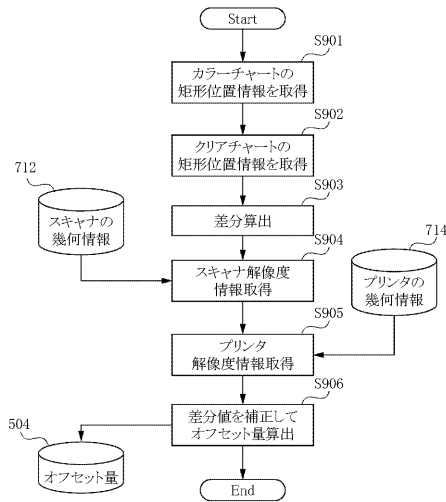 Start
S901
カラーチャートの
矩形位置情報を取得
S902
クリアチャートの
矩形位置情報を取得
712
S903
スキャナの
幾何情報
差分算出
714
S904
スキャナ解像度
情報取得
プリンタの
幾何情報
S905
プリンタ
解像度情報取得
S906
差分値を補正して
オフセット量算出
504
オフセット量
End